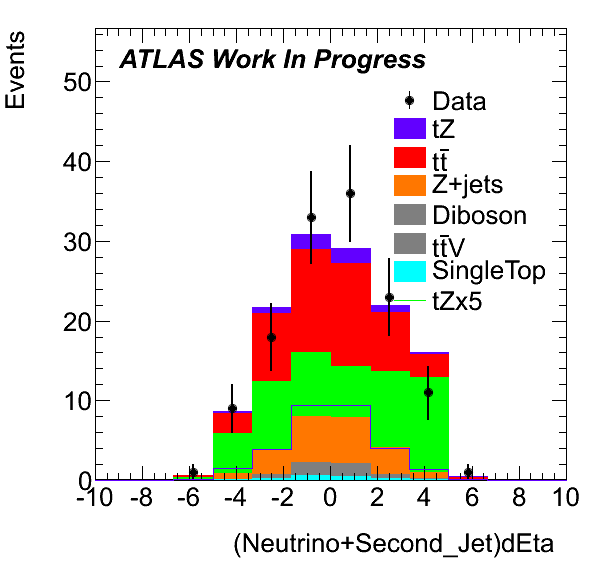 Events
ATLAS Work In Progress
50
40
30
20
10
0
Data
tZ
tt̄
Z+jets
Diboson
tt̄V
SingleTop
tZx5
-10 -8 -6 -4 -2 0 2 4 6 8 10
(Neutrino+Second_Jet)dEta